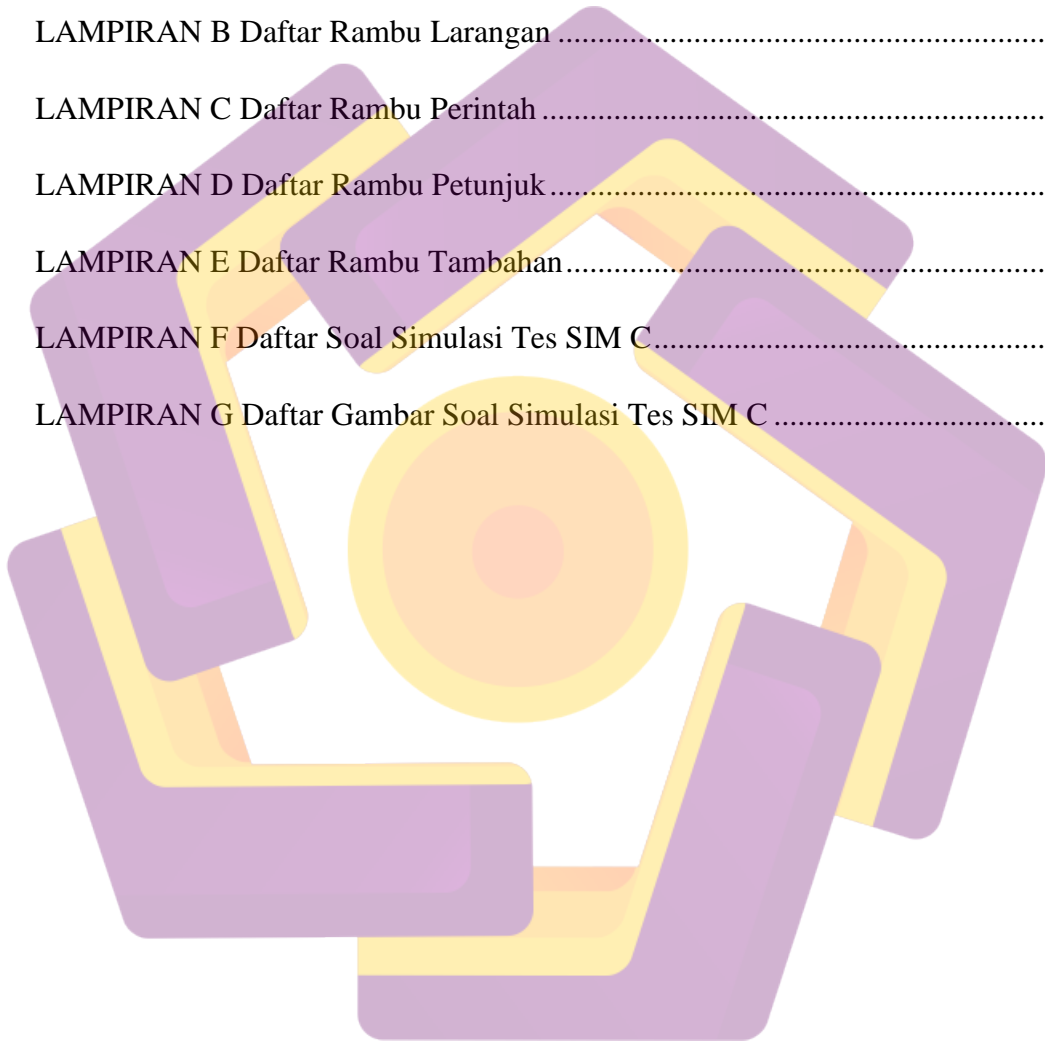 LAMPIRAN B Daftar Rambu Larangan .............................................................
LAMPIRAN C Daftar Rambu Perintah ...............................................................
LAMPIRAN D Daftar Rambu Petunjuk ..............................................................
LAMPIRAN E Daftar Rambu Tambahan ............................................................
LAMPIRAN F Daftar Soal Simulasi Tes SIM C .................................................
LAMPIRAN G Daftar Gambar Soal Simulasi Tes SIM C ..................................